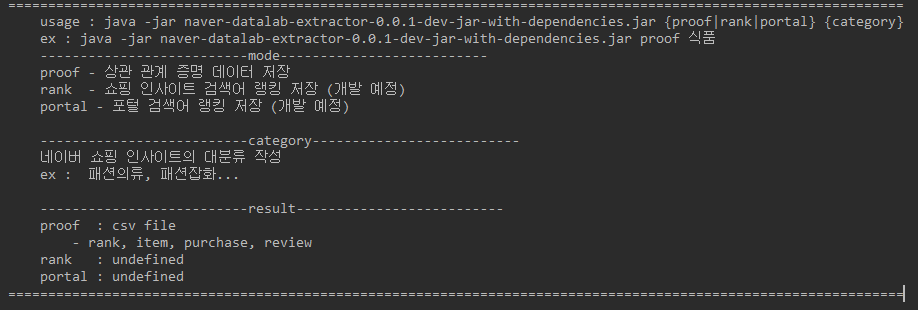 ================================================================================================================
usage : java -jar naver-datalab-extractor-0.0.1-dev-jar-with-dependencies.jar {proof|rank|portal} {category}
ex : java -jar naver-datalab-extractor-0.0.1-dev-jar-with-dependencies.jar proof 식품
--------------------------mode--------------------------
proof - 상관 관계 증명 데이터 저장
rank  - 쇼핑 인사이트 검색어 랭킹 저장 (개발 예정)
portal - 포털 검색어 랭킹 저장 (개발 예정)
--------------------------category--------------------------
네이버 쇼핑 인사이트의 대분류 작성
ex :  패션의류, 패션잡화...
--------------------------result--------------------------
proof  : csv file
- rank, item, purchase, review
rank   : undefined
portal : undefined
================================================================================================================